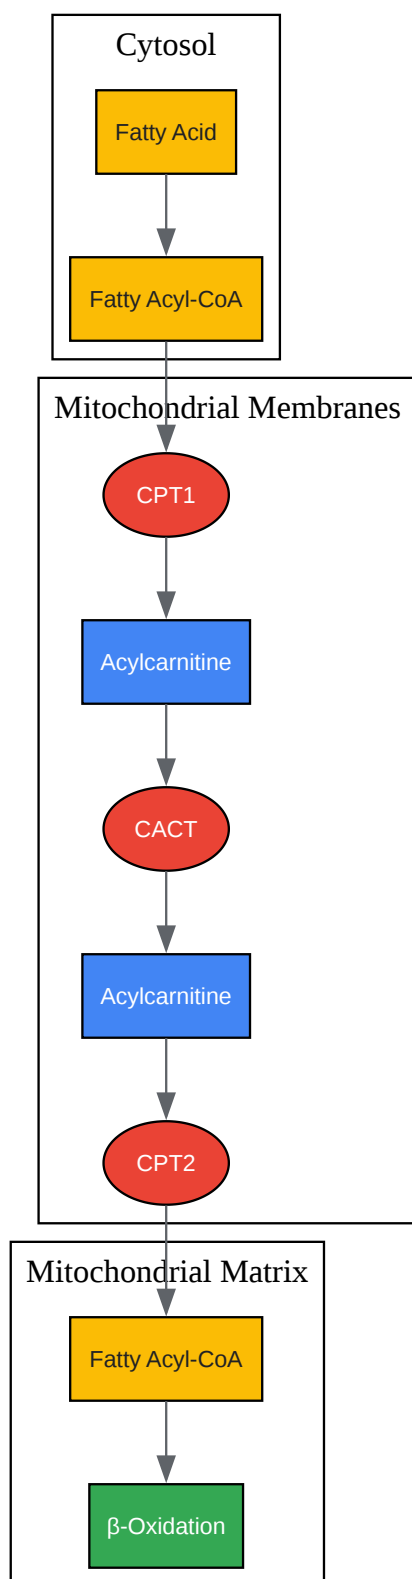 Cytosol
Fatty Acid
Fatty Acyl-CoA
Mitochondrial Membranes
CPT1
Acylcarnitine
CACT
Acylcarnitine
CPT2
Mitochondrial Matrix
Fatty Acyl-CoA
β-Oxidation